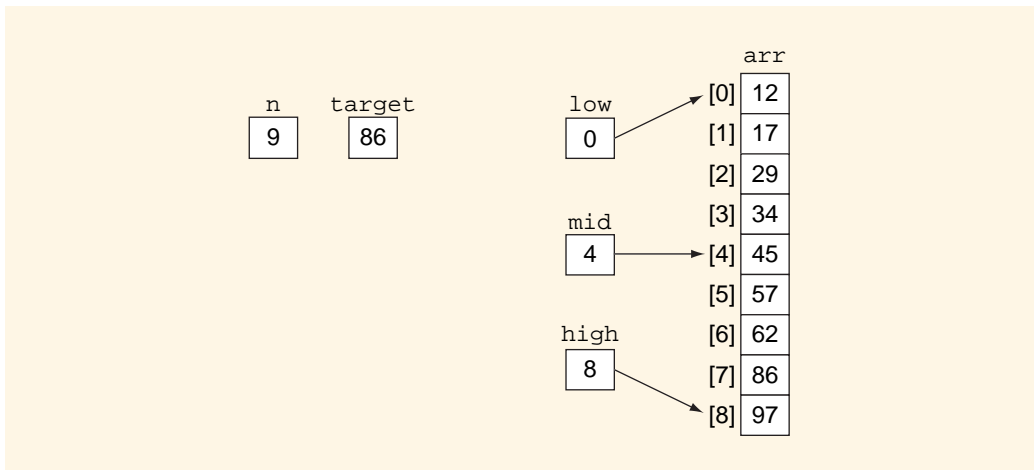 n target
9 86
low
0
mid
4
high
8
arr
[0] 12
[1] 17
[2] 29
[3] 34
[4] 45
[5] 57
[6] 62
[7] 86
[8] 97